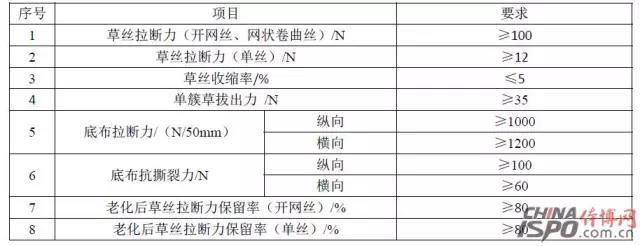 序号 项目 要求
1 草丝拉断力（开网丝、网状卷曲丝）/N ≥100
2 草丝拉断力（单丝）/N ≥12
3 草丝收缩率/% ≤5
4 单簇草拔出力 /N ≥35
5 底布拉断力/（N/50mm） 纵向 ≥1000
横向 ≥1200
6 底布抗撕裂力/N 纵向 ≥100
横向 ≥60
7 老化后草丝拉断力保留率（开网丝）/% ≥80
8 老化后草丝拉断力保留率（单丝）/% ≥80
CHINA 体博网
ISPO .com.cn